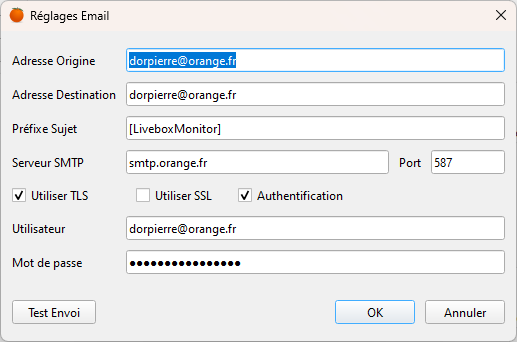 Réglages Email
Adresse Origine dorpierre@orange.fr
Adresse Destination dorpierre@orange.fr
Préfixe Sujet [LiveboxMonitor]
Serveur SMTP smtp.orange.fr Port 587
Utiliser TLS Utiliser SSL Authentification
Utilisateur dorpierre@orange.fr
Mot de passe ●●●●●●●●●●●●●●●●
Test Envoi OK Annuler